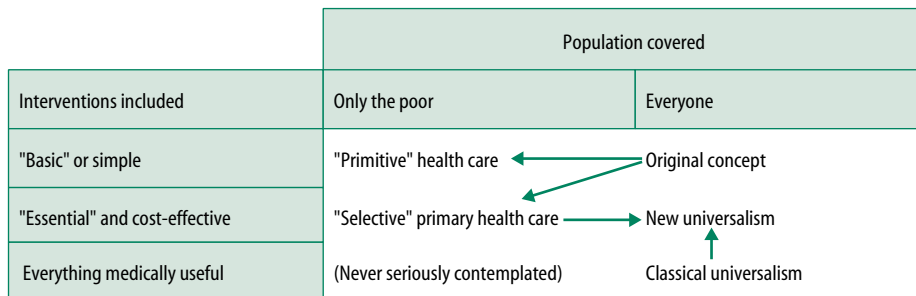 Population covered
Interventions included Only the poor Everyone
"Basic" or simple "Primitive" health care Original concept
"Essential" and cost-effective "Selective" primary health care New universalism
Everything medically useful (Never seriously contemplated) Classical universalism